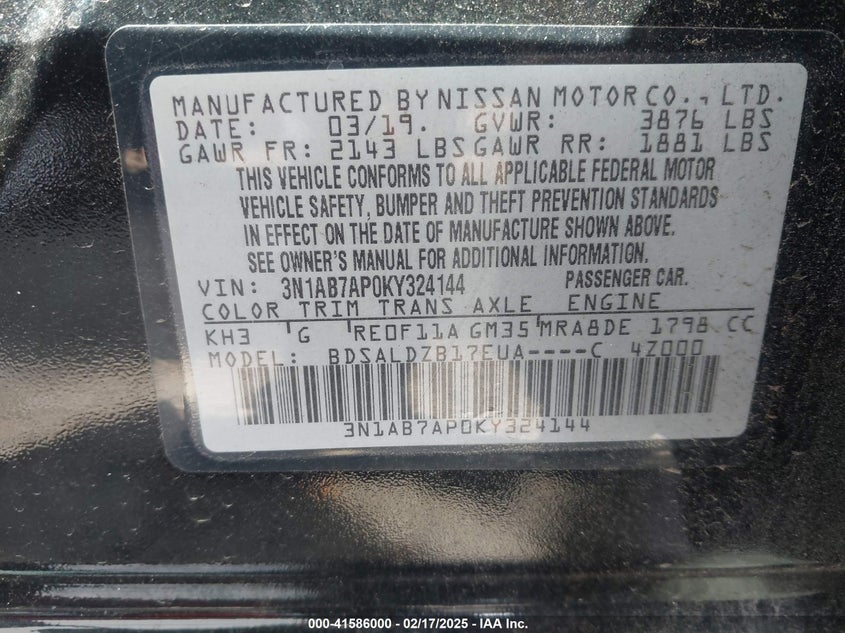 MANUFACTURED BY NISSAN MOTOR CO., LTD.
DATE: 03/19. GVWR: 3876 LBS
GAWR FR: 2143 LBS GAWR RR: 1881 LBS
THIS VEHICLE CONFORMS TO ALL APPLICABLE FEDERAL MOTOR
VEHICLE SAFETY, BUMPER AND THEFT PREVENTION STANDARDS
IN EFFECT ON THE DATE OF MANUFACTURE SHOWN ABOVE.
SEE OWNER'S MANUAL FOR ADDITIONAL INFORMATION.
VIN: 3N1AB7AP0KY324144 PASSENGER CAR.
COLOR TRIM TRANS AXLE ENGINE
KH3 G RE0F11A GM35 MRA8DE 1798 CC
MODEL: BDSALDZB17EUA----C 4Z000
3N1AB7AP0KY324144
000-41586000 - 02/17/2025 - IAA Inc.